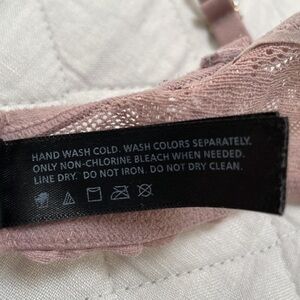 HAND WASH COLD. WASH COLORS SEPARATELY.
ONLY NON-CHLORINE BLEACH WHEN NEEDED.
LINE DRY. DO NOT IRON. DO NOT DRY CLEAN.